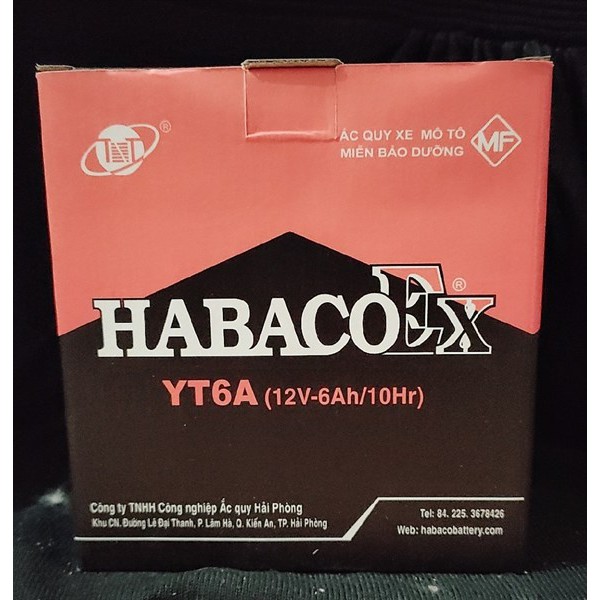 TNT®
ẮC QUY XE MÔ TÔ
MIỄN BẢO DƯỠNG
MF
HABACOEX®
YT6A (12V-6Ah/10Hr)
Công ty TNHH Công nghiệp Ắc quy Hải Phòng
Khu CN. Đường Lê Đại Thanh, P. Lãm Hà, Q. Kiến An, TP. Hải Phòng
Tel: 84. 225. 3678426
Web: habacobattery.com